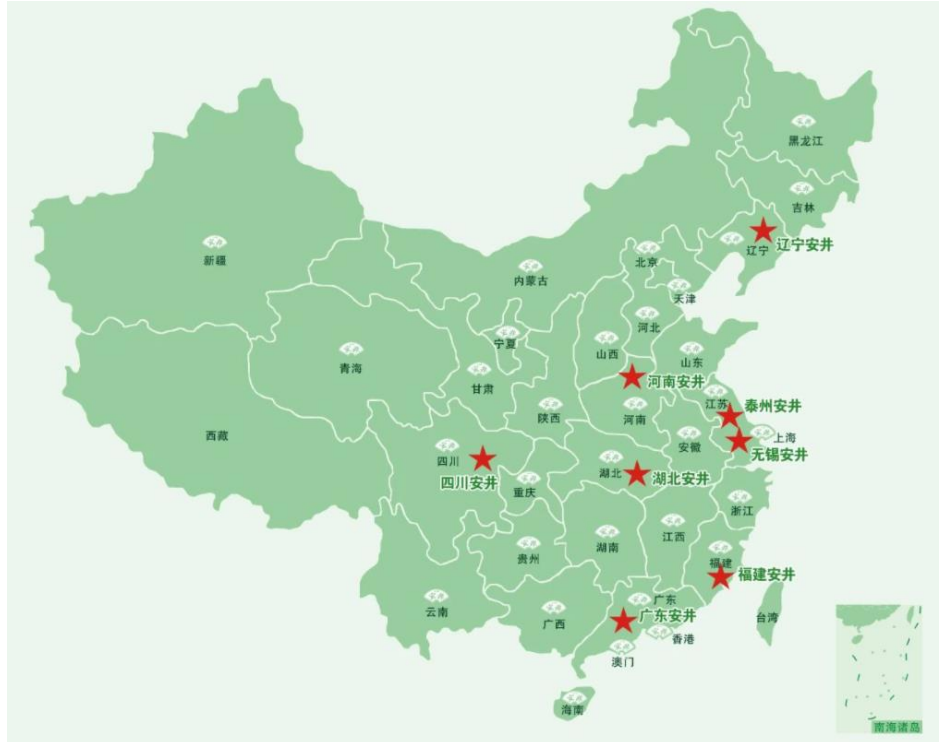 黑龙江
吉林
辽宁
辽宁安井
新疆
北京
内蒙古
天津
河北
宁夏
山西
山东
青海
甘肃
河南安井
江苏
泰州安井
陕西
河南
西藏
安徽
上海
无锡安井
四川
四川安井
湖北
湖北安井
重庆
浙江
江西
湖南
贵州
福建
福建安井
云南
广西
广东
广东安井
台湾
香港
澳门
海南
南海诸岛